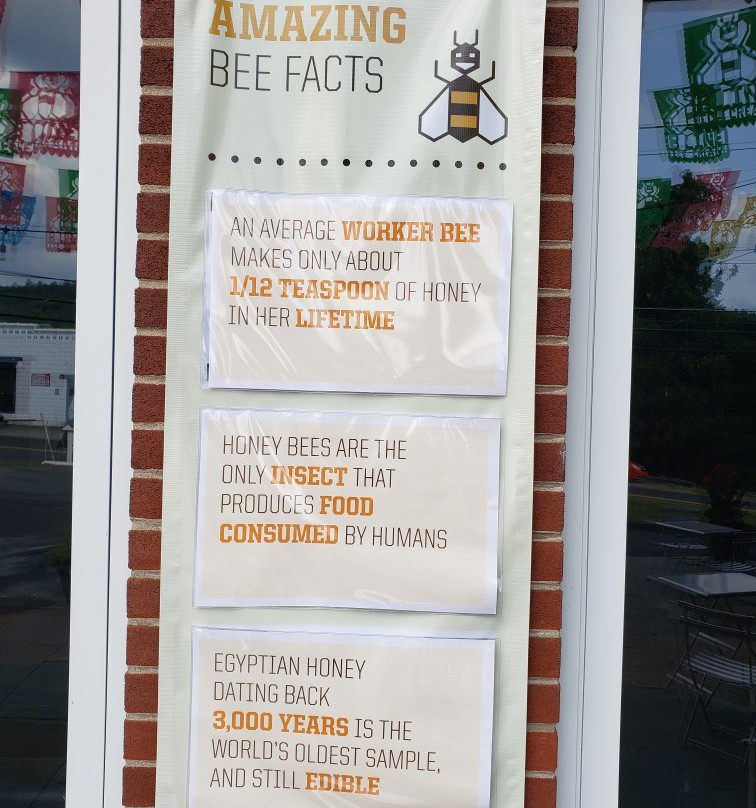 AMAZING
BEE FACTS
AN AVERAGE WORKER BEE
MAKES ONLY ABOUT
1/12 TEASPOON OF HONEY
IN HER LIFETIME
HONEY BEES ARE THE
ONLY INSECT THAT
PRODUCES FOOD
CONSUMED BY HUMANS
EGYPTIAN HONEY
DATING BACK
3,000 YEARS IS THE
WORLD'S OLDEST SAMPLE,
AND STILL EDIBLE